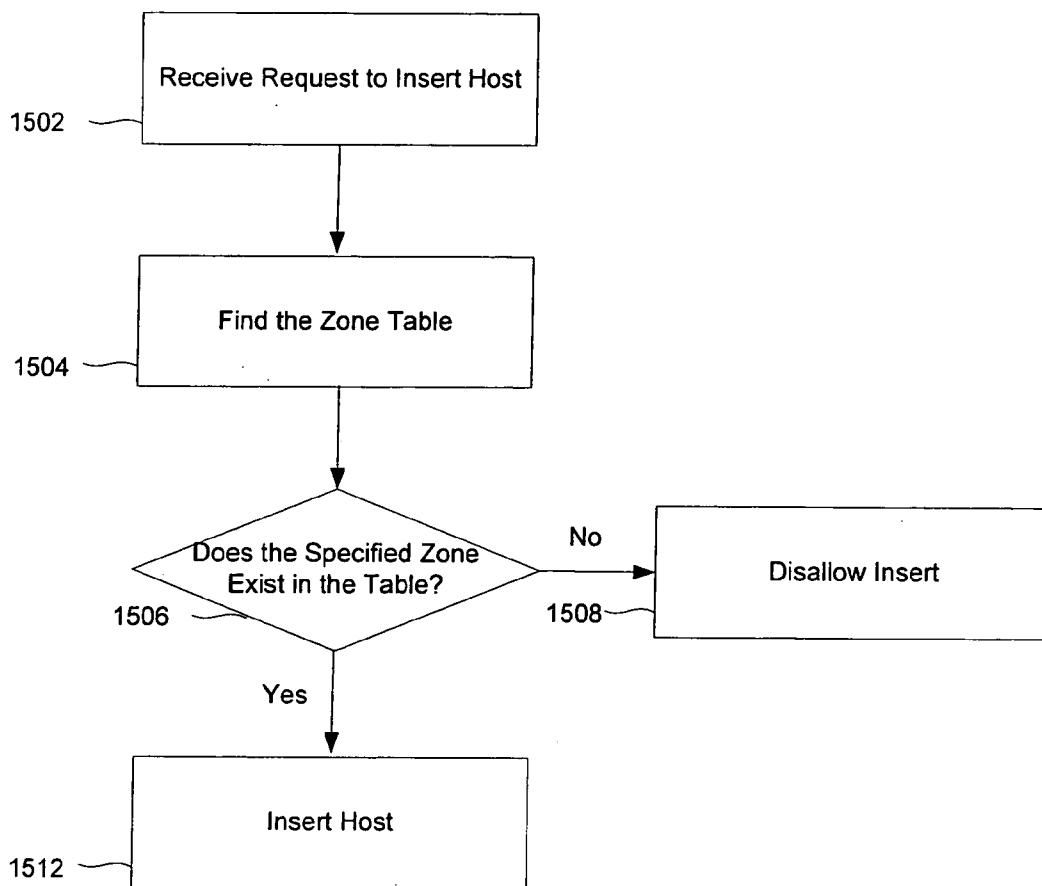 Receive Request to Insert Host
1502
Find the Zone Table
1504
Does the Specified Zone
Exist in the Table?
1506
No
Disallow Insert
1508
Yes
Insert Host
1512